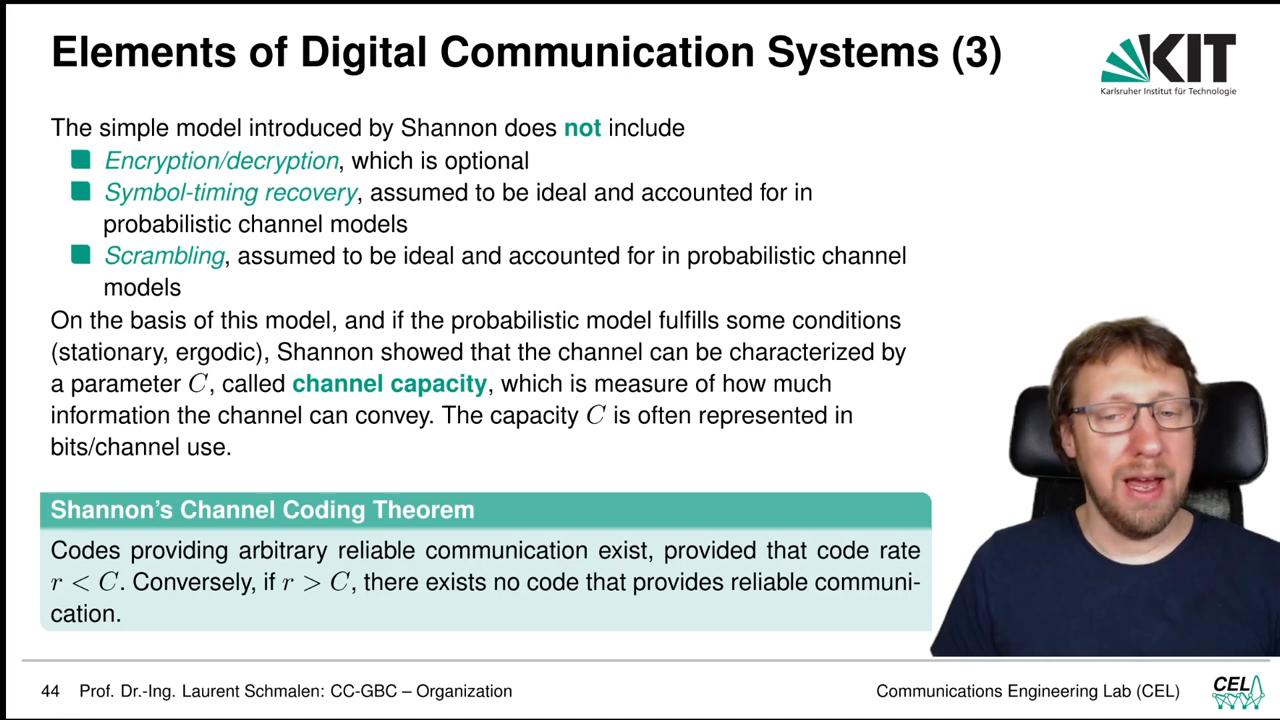 Elements of Digital Communication Systems (3)
KIT
Karlsruher Institut für Technologie
The simple model introduced by Shannon does not include
Encryption/decryption, which is optional
Symbol-timing recovery, assumed to be ideal and accounted for in
probabilistic channel models
Scrambling, assumed to be ideal and accounted for in probabilistic channel
models
On the basis of this model, and if the probabilistic model fulfills some conditions
(stationary, ergodic), Shannon showed that the channel can be characterized by
a parameter C, called channel capacity, which is measure of how much
information the channel can convey. The capacity C is often represented in
bits/channel use.
Shannon's Channel Coding Theorem
Codes providing arbitrary reliable communication exist, provided that code rate
r < C. Conversely, if r > C, there exists no code that provides reliable communi-
cation.
44 Prof. Dr.-Ing. Laurent Schmalen: CC-GBC – Organization
Communications Engineering Lab (CEL)
CEL